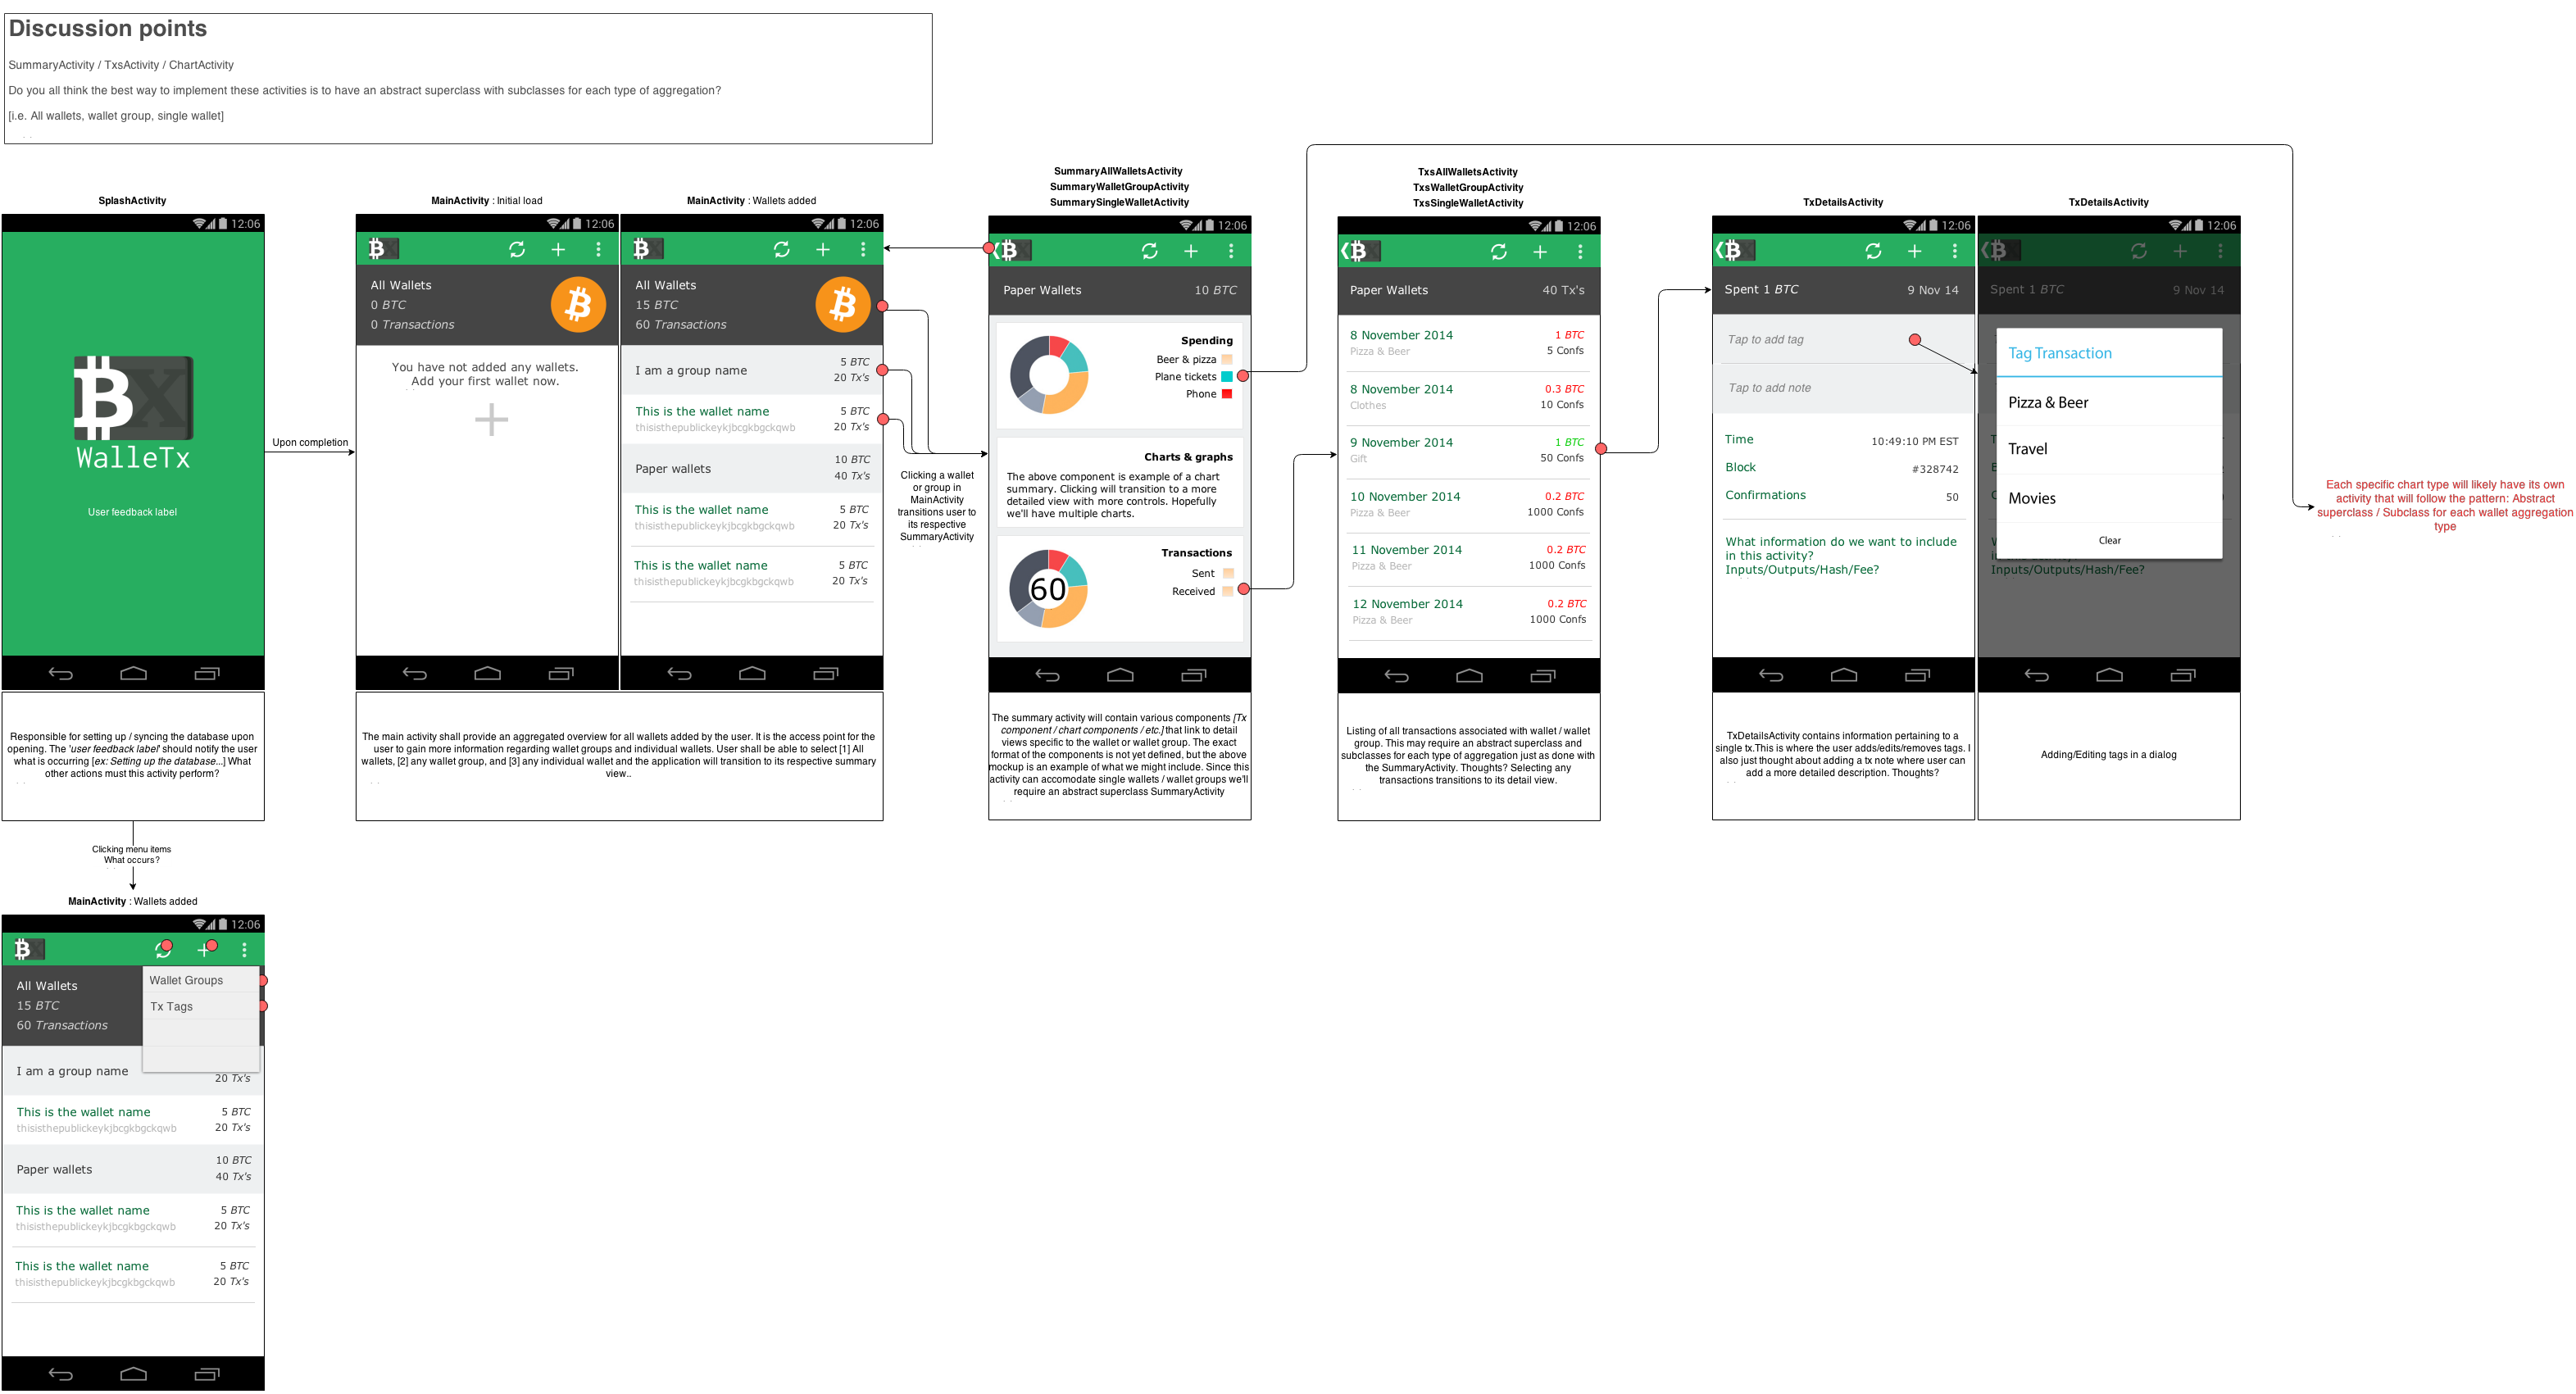 Discussion points
SummaryActivity / TxsActivity / ChartActivity
Do you all think the best way to implement these activities is to have an abstract superclass with subclasses for each type of aggregation?
[i.e. All wallets, wallet group, single wallet]
SplashActivity
12:06
WalleTx
User feedback label
Responsible for setting up / syncing the database upon
opening. The 'user feedback label' should notify the user
what is occurring [ex: Setting up the database...] What
other actions must this activity perform?
Upon completion
MainActivity : Initial load
12:06
All Wallets
0 BTC
0 Transactions
You have not added any wallets.
Add your first wallet now.
MainActivity : Wallets added
12:06
All Wallets
15 BTC
60 Transactions
I am a group name
5 BTC
20 Tx's
This is the wallet name
thisisthepublickeykjbcgkbgckqwb
5 BTC
20 Tx's
Paper wallets
10 BTC
40 Tx's
This is the wallet name
thisisthepublickeykjbcgkbgckqwb
5 BTC
20 Tx's
This is the wallet name
thisisthepublickeykjbcgkbgckqwb
5 BTC
20 Tx's
The main activity shall provide an aggregated overview for all wallets added by the user. It is the access point for the
user to gain more information regarding wallet groups and individual wallets. User shall be able to select [1] All
wallets, [2] any wallet group, and [3] any individual wallet and the application will transition to its respective summary
view..
Clicking a wallet
or group in
MainActivity
transitions user to
its respective
SummaryActivity
SummaryAllWalletsActivity
SummaryWalletGroupActivity
SummarySingleWalletActivity
12:06
Paper Wallets
10 BTC
Spending
Beer & pizza
Plane tickets
Phone
Charts & graphs
The above component is example of a chart
summary. Clicking will transition to a more
detailed view with more controls. Hopefully
we'll have multiple charts.
Transactions
60
Sent
Received
The summary activity will contain various components [Tx
component / chart components / etc.] that link to detail
views specific to the wallet or wallet group. The exact
format of the components is not yet defined, but the above
mockup is an example of what we might include. Since this
activity can accomodate single wallets / wallet groups we'll
require an abstract superclass SummaryActivity
TxsAllWalletsActivity
TxsWalletGroupActivity
TxsSingleWalletActivity
12:06
Paper Wallets
40 Tx's
8 November 2014
Pizza & Beer
1 BTC
5 Confs
8 November 2014
Clothes
0.3 BTC
10 Confs
9 November 2014
Gift
1 BTC
50 Confs
10 November 2014
Pizza & Beer
0.2 BTC
1000 Confs
11 November 2014
Pizza & Beer
0.2 BTC
1000 Confs
12 November 2014
Pizza & Beer
0.2 BTC
1000 Confs
Listing of all transactions associated with wallet / wallet
group. This may require an abstract superclass and
subclasses for each type of aggregation just as done with
the SummaryActivity. Thoughts? Selecting any
transactions transitions to its detail view.
TxDetailsActivity
12:06
Spent 1 BTC
9 Nov 14
Tap to add tag
Tap to add note
Time
10:49:10 PM EST
Block
#328742
Confirmations
50
What information do we want to include
in this activity?
Inputs/Outputs/Hash/Fee?
TxDetailsActivity contains information pertaining to a
single tx.This is where the user adds/edits/removes tags. I
also just thought about adding a tx note where user can
add a more detailed description. Thoughts?
TxDetailsActivity
12:06
Spent 1 BTC
9 Nov 14
Tag Transaction
Pizza & Beer
Travel
Movies
Clear
Inputs/Outputs/Hash/Fee?
Adding/Editing tags in a dialog
Each specific chart type will likely have its own
activity that will follow the pattern: Abstract
superclass / Subclass for each wallet aggregation
type
Clicking menu items
What occurs?
MainActivity : Wallets added
12:06
Wallet Groups
Tx Tags
All Wallets
15 BTC
60 Transactions
I am a group name
20 Tx's
This is the wallet name
thisisthepublickeykjbcgkbgckqwb
5 BTC
20 Tx's
Paper wallets
10 BTC
40 Tx's
This is the wallet name
thisisthepublickeykjbcgkbgckqwb
5 BTC
20 Tx's
This is the wallet name
thisisthepublickeykjbcgkbgckqwb
5 BTC
20 Tx's